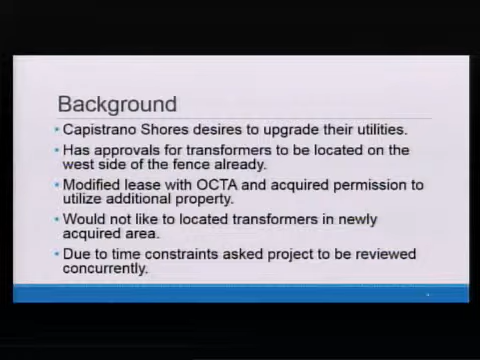 Background
• Capistrano Shores desires to upgrade their utilities.
• Has approvals for transformers to be located on the
west side of the fence already.
• Modified lease with OCTA and acquired permission to
utilize additional property.
• Would not like to located transformers in newly
acquired area.
• Due to time constraints asked project to be reviewed
concurrently.